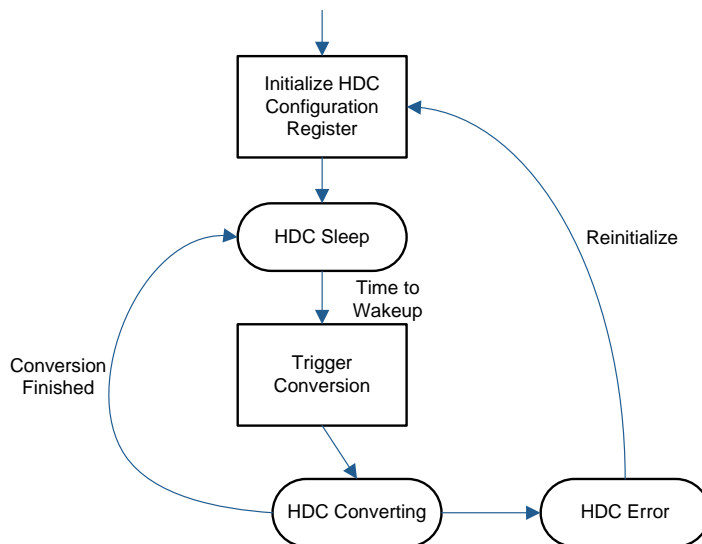 Initialize HDC
Configuration
Register
HDC Sleep
Reinitialize
Time to
Wakeup
Conversion
Finished
Trigger
Conversion
HDC Converting
HDC Error